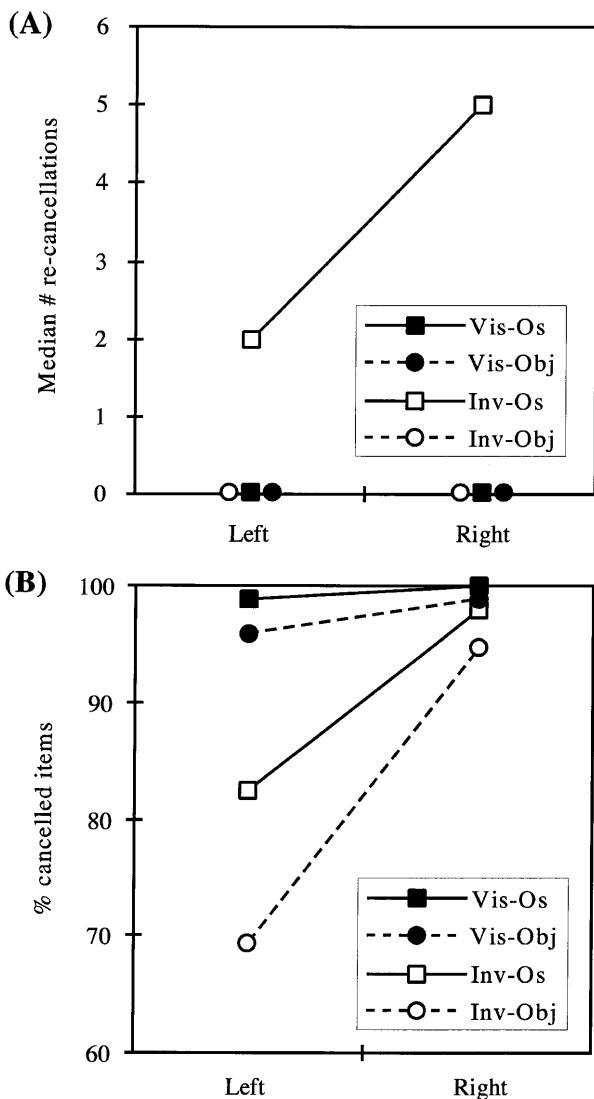 (A)
Median # re-cancellations
6
5
4
3
2
1
0
Vis-Os
Vis-Obj
Inv-Os
Inv-Obj
Left Right
(B)
% cancelled items
100
90
80
70
60
Vis-Os
Vis-Obj
Inv-Os
Inv-Obj
Left Right